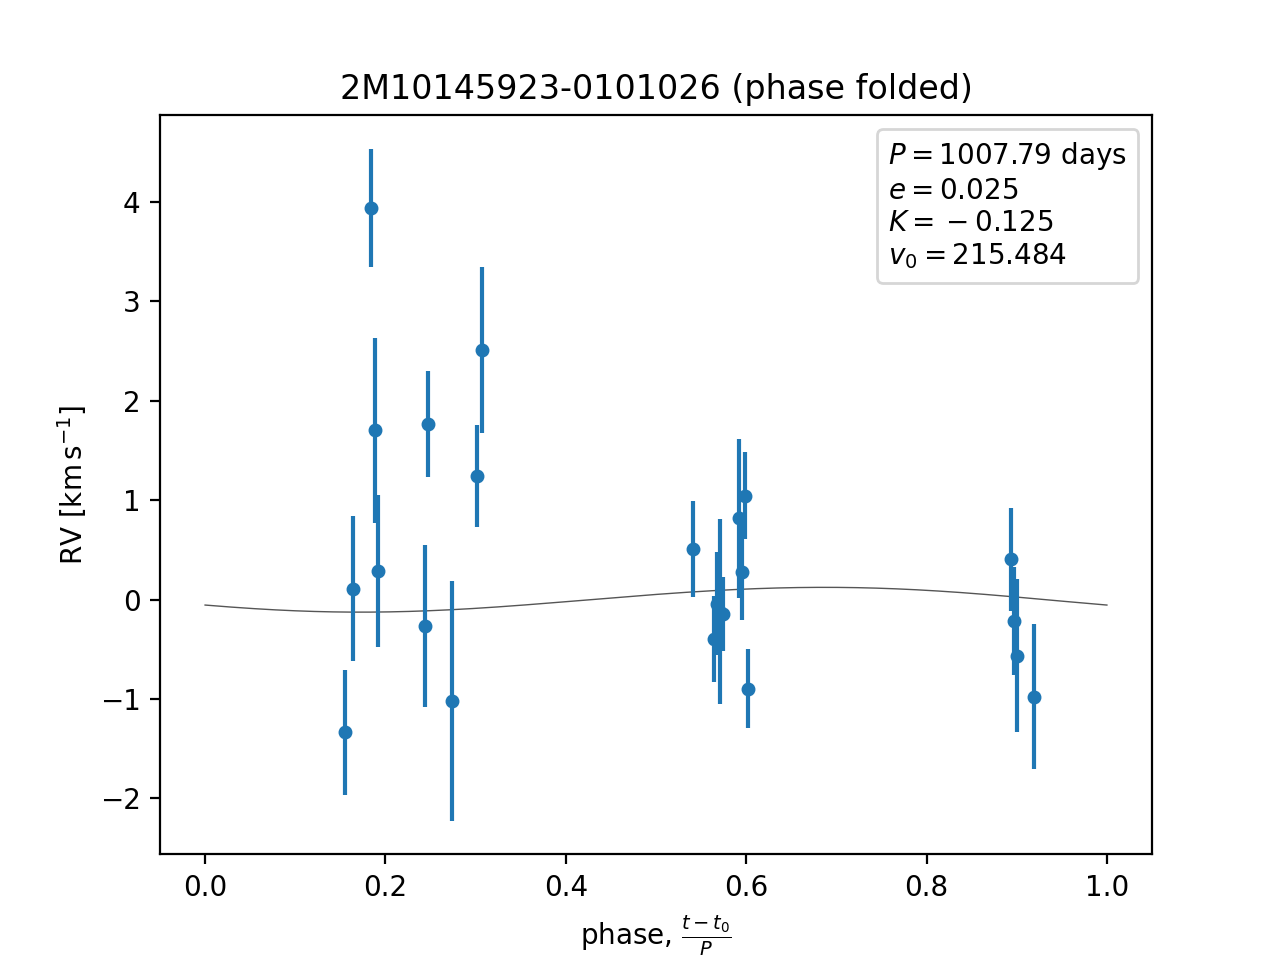 2M10145923-0101026 (phase folded)
P = 1007.79 days
e = 0.025
K = −0.125
v₀ = 215.484
RV [km s⁻¹]
4
3
2
1
0
−1
−2
0.0 0.2 0.4 0.6 0.8 1.0
phase, (t − t₀)/P